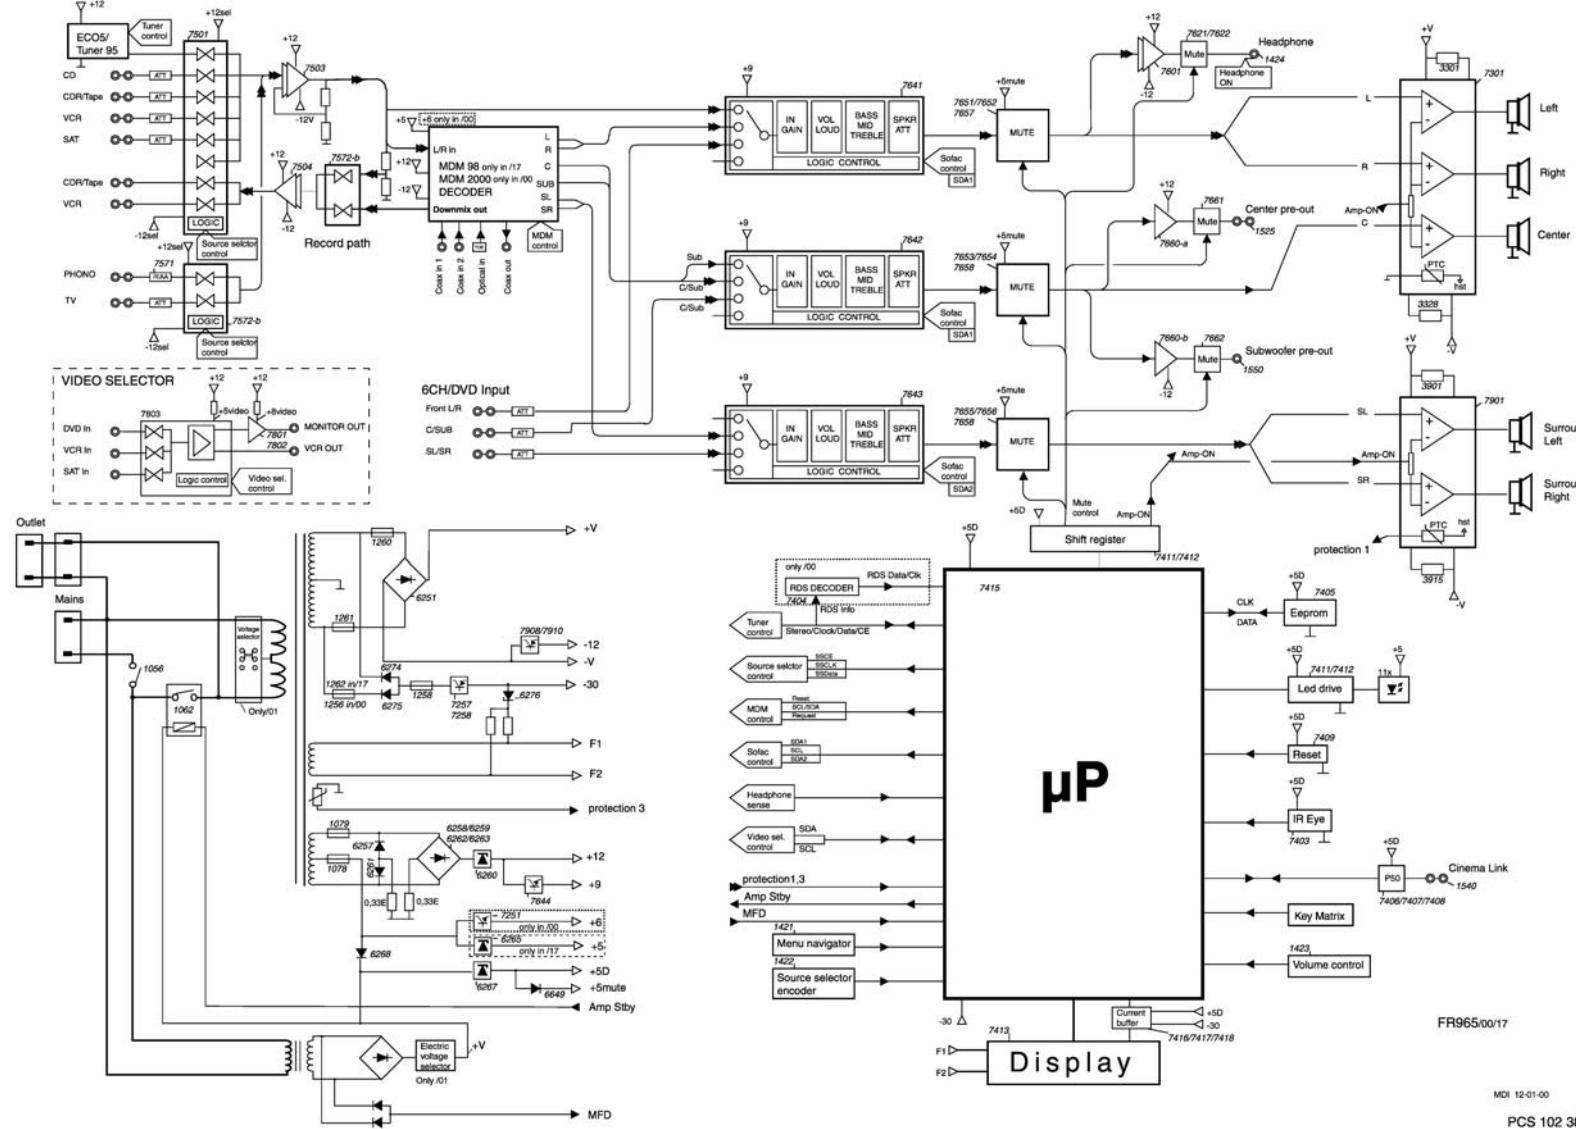 +12
ECO5/
Tuner 95
Tuner
control
+12sel
7501
CD
ATT
CDR/Tape
ATT
VCR
ATT
SAT
ATT
CDR/Tape
VCR
-12sel
LOGIC
Source selctor
control
+12sel
PHONO
7571
RIAA
TV
ATT
LOGIC
7572-b
-12sel
Source selctor
control
+12
7503
-12V
+12
7504
-12
7572-b
Record path
+5
+6 only in /00
L/R in
+12
-12
MDM 98 only in /17
MDM 2000 only in /00
DECODER
Downmix out
L
R
C
SUB
SL
SR
MDM
control
Coax in 1
Coax in 2
Optical in
Coax out
+9
7641
IN
GAIN
VOL
LOUD
BASS
MID
TREBLE
SPKR
ATT
LOGIC CONTROL
Sofac
control
SDA1
+5mute
7651/7652
7657
MUTE
+12
7601
-12
7621/7622
Mute
Headphone
1424
Headphone
ON
+9
7642
Sub
C/Sub
C/Sub
IN
GAIN
VOL
LOUD
BASS
MID
TREBLE
SPKR
ATT
LOGIC CONTROL
Sofac
control
SDA1
+5mute
7653/7654
7658
MUTE
+12
7660-a
7661
Mute
Center pre-out
1525
7660-b
-12
7662
Mute
Subwoofer pre-out
1550
+9
7643
IN
GAIN
VOL
LOUD
BASS
MID
TREBLE
SPKR
ATT
LOGIC CONTROL
Sofac
control
SDA2
+5mute
7655/7656
7658
MUTE
+V
3301
7301
L
R
Amp-ON
C
PTC
hst
3328
-V
Left
Right
Center
+V
3901
7901
SL
Amp-ON
Amp-ON
SR
PTC
hst
protection 1
3915
-V
Surrou
Left
Surrou
Right
VIDEO SELECTOR
+12
+12
7803
+5video
+8video
DVD In
VCR In
SAT In
7801
7802
MONITOR OUT
VCR OUT
Logic control
Video sel.
control
6CH/DVD Input
Front L/R
ATT
C/SUB
ATT
SL/SR
ATT
Outlet
Mains
1056
1062
Voltage
selector
Only/01
1260
6251
+V
1261
7908/7910
-12
-V
6274
1262 in/17
1256 in/00
6275
1258
7257
7258
6276
-30
F1
F2
protection 3
1079
6257
1078
6261
6258/6259
6262/6263
6260
+12
+9
7644
0,33E
0,33E
7251
only in /00
+6
6265
only in /17
+5
6268
6267
+5D
6649
+5mute
Amp Stby
Electric
voltage
selector
Only /01
+V
MFD
+5D
Mute
control
Amp-ON
Shift register
7411/7412
+5D
7415
µP
only /00
RDS DECODER
RDS Data/Clk
7404
RDS Info
Tuner
control
Stereo/Clock/Data/CE
Source selctor
control
SSCE
SSCLK
SSData
MDM
control
Reset
SCL/SDA
Request
Sofac
control
SDA1
SCL
SDA2
Headphone
sense
Video sel.
control
SDA
SCL
protection1,3
Amp Stby
MFD
1421
Menu navigator
1422
Source selector
encoder
CLK
DATA
+5D
7405
Eeprom
+5D
7411/7412
Led drive
+5
11x
+5D
7409
Reset
+5D
IR Eye
7403
+5D
P50
7406/7407/7408
Cinema Link
1540
Key Matrix
1423
Volume control
-30
7413
F1
F2
Display
Current
buffer
+5D
-30
7416/7417/7418
FR965/00/17
MDI 12-01-00
PCS 102 38